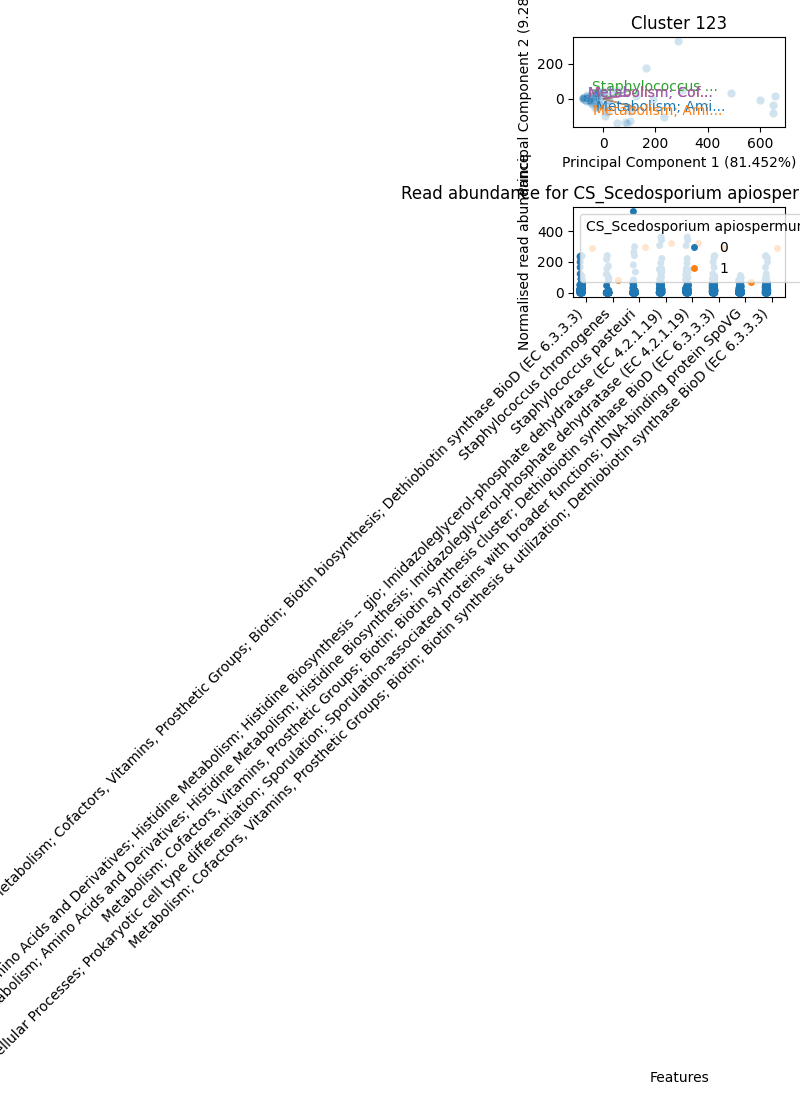 Cluster 123
Principal Component 2 (9.28
200
0
Staphylococcus ...
Metabolism; Cof...
Metabolism; Ami...
Metabolism; Ami...
0
200
400
600
Principal Component 1 (81.452%)
Read abundance for CS_Scedosporium apiosper
Normalised read abundance
400
200
0
CS_Scedosporium apiospermu
0
1
etabolism; Cofactors, Vitamins, Prosthetic Groups; Biotin; Biotin biosynthesis; Dethiobiotin synthase BioD (EC 6.3.3.3)
Staphylococcus chromogenes
Staphylococcus pasteuri
ino Acids and Derivatives; Histidine Metabolism; Histidine Biosynthesis -- gjo; Imidazoleglycerol-phosphate dehydratase (EC 4.2.1.19)
bolism; Amino Acids and Derivatives; Histidine Metabolism; Histidine Biosynthesis; Imidazoleglycerol-phosphate dehydratase (EC 4.2.1.19)
Metabolism; Cofactors, Vitamins, Prosthetic Groups; Biotin; Biotin synthesis cluster; Dethiobiotin synthase BioD (EC 6.3.3.3)
ellular Processes; Prokaryotic cell type differentiation; Sporulation; Sporulation-associated proteins with broader functions; DNA-binding protein SpoVG
Metabolism; Cofactors, Vitamins, Prosthetic Groups; Biotin; Biotin synthesis & utilization; Dethiobiotin synthase BioD (EC 6.3.3.3)
Features